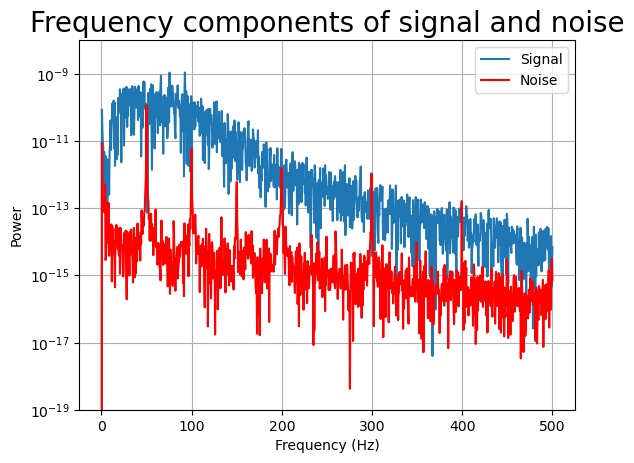 Frequency components of signal and noise
Signal
Noise
Power
10⁻⁹
10⁻¹¹
10⁻¹³
10⁻¹⁵
10⁻¹⁷
10⁻¹⁹
0 100 200 300 400 500
Frequency (Hz)